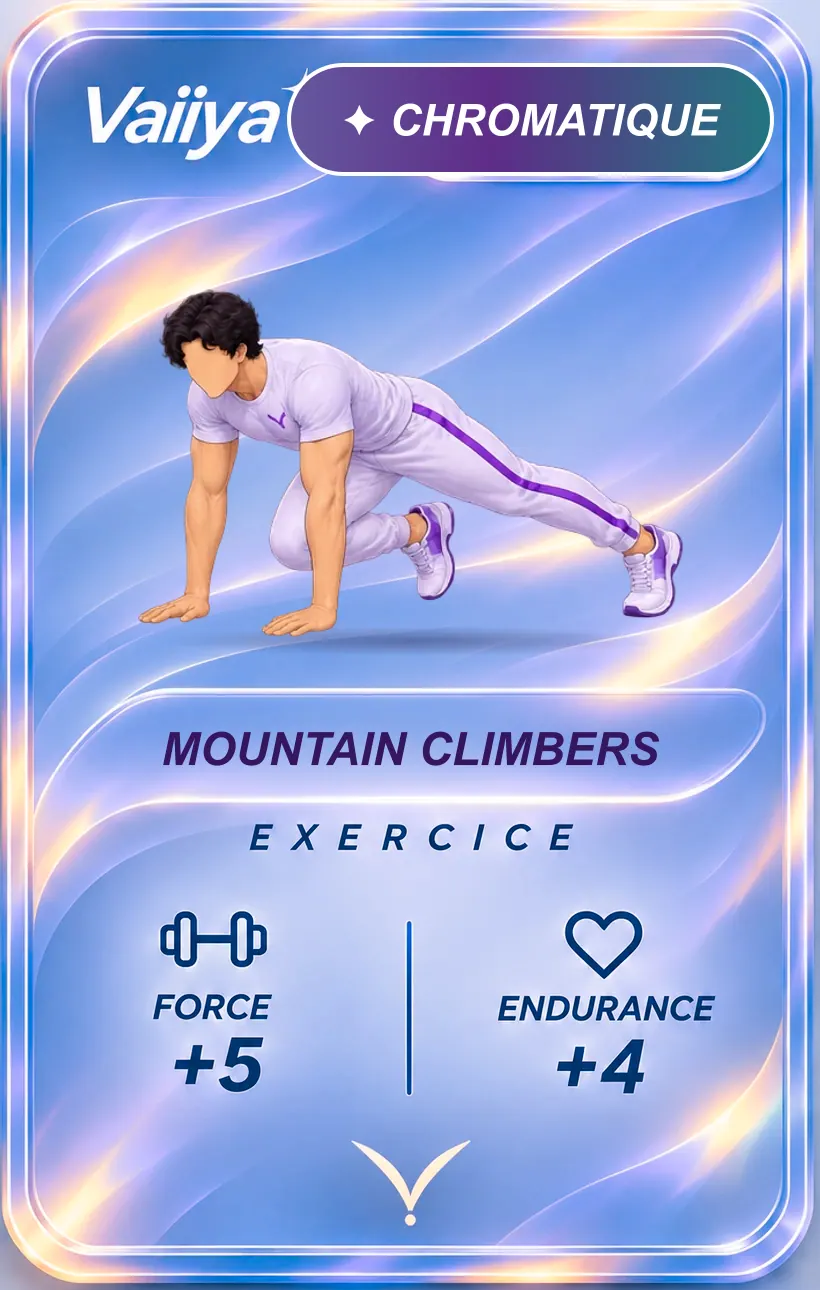 Vaiiya
✦ CHROMATIQUE
MOUNTAIN CLIMBERS
EXERCICE
FORCE
ENDURANCE
+5
+4